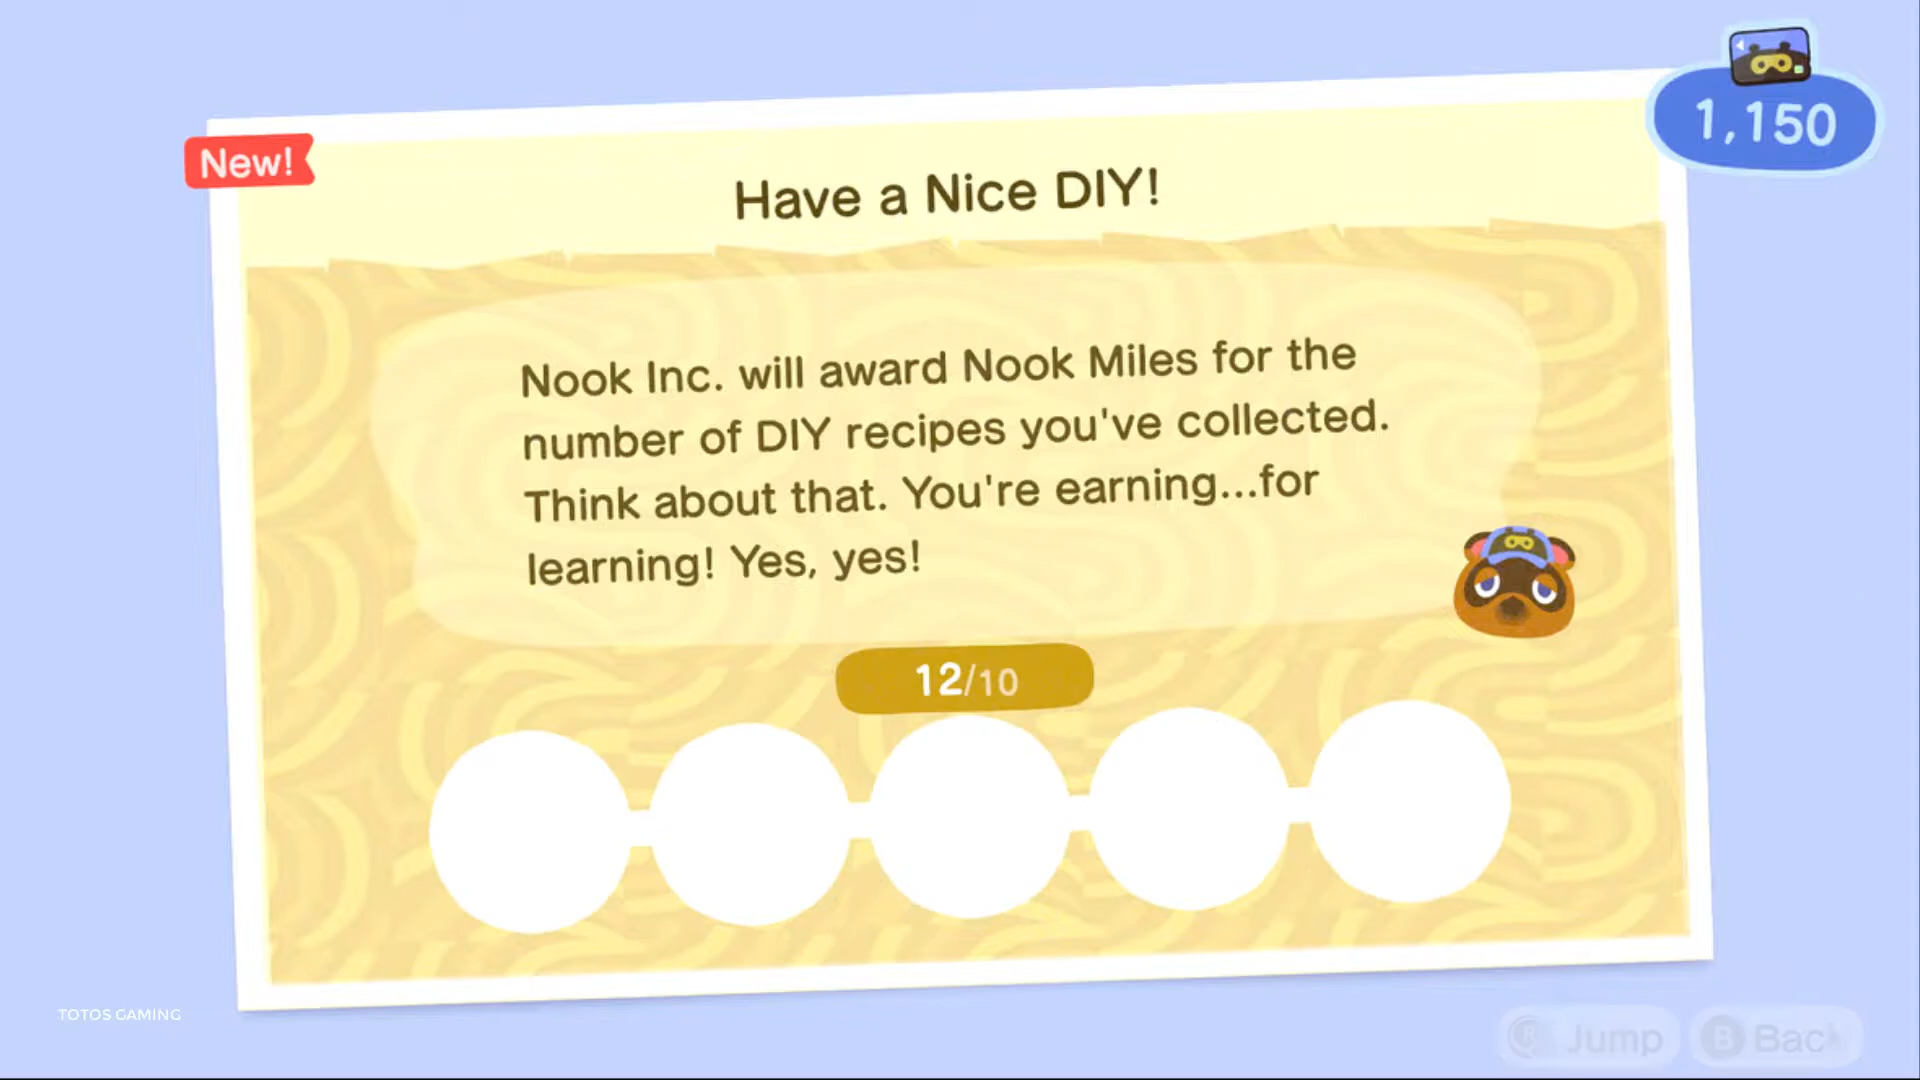 1,150
New!
Have a Nice DIY!
Nook Inc. will award Nook Miles for the
number of DIY recipes you've collected.
Think about that. You're earning...for
learning! Yes, yes!
12/10
TOTOS GAMING
R Jump B Back